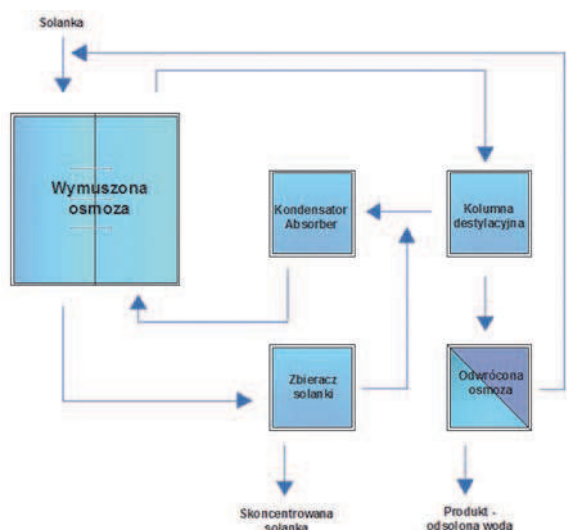 Solanka
Wymuszona
osmoza
Kondensator
Absorber
Kolumna
destylacyjna
Zbieracz
solanki
Odwrócona
osmoza
Skoncentrowana
solanka
Produkt -
odsolona woda